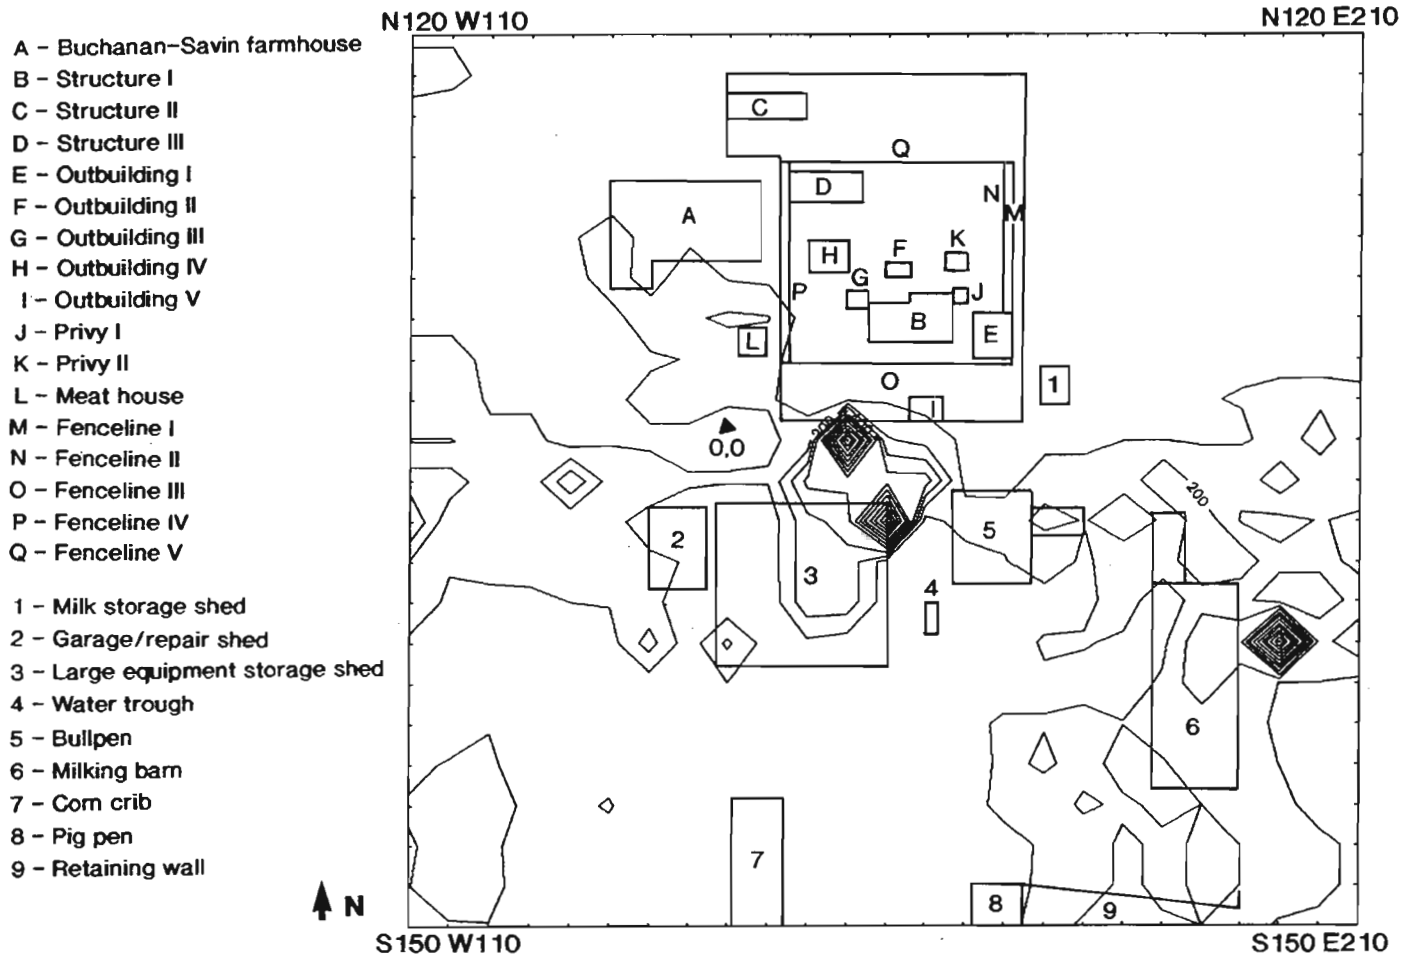 N120 W110
N120 E210
A - Buchanan-Savin farmhouse
B - Structure I
C - Structure II
D - Structure III
E - Outbuilding I
F - Outbuilding II
G - Outbuilding III
H - Outbuilding IV
I - Outbuilding V
J - Privy I
K - Privy II
L - Meat house
M - Fenceline I
N - Fenceline II
O - Fenceline III
P - Fenceline IV
Q - Fenceline V
1 - Milk storage shed
2 - Garage/repair shed
3 - Large equipment storage shed
4 - Water trough
5 - Bullpen
6 - Milking barn
7 - Corn crib
8 - Pig pen
9 - Retaining wall
N
C
Q
D
N
M
A
K
F
H
G
P
J
B
E
L
O
1
I
200
0,0
200
5
2
3
4
6
7
8
9
S150 W110
S150 E210